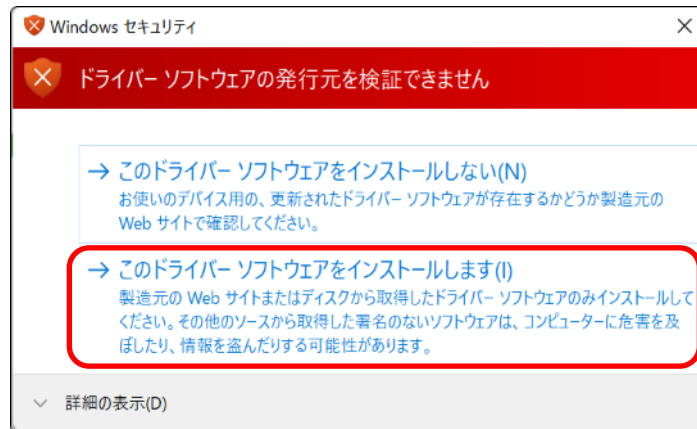 Windows セキュリティ
ドライバー ソフトウェアの発行元を検証できません
→ このドライバー ソフトウェアをインストールしない(N)
お使いのデバイス用の、更新されたドライバー ソフトウェアが存在するかどうか製造元の
Web サイトで確認してください。
→ このドライバー ソフトウェアをインストールします(I)
製造元の Web サイトまたはディスクから取得したドライバー ソフトウェアのみインストールして
ください。その他のソースから取得した署名のないソフトウェアは、コンピューターに危害を及
ぼしたり、情報を盗んだりする可能性があります。
詳細の表示(D)